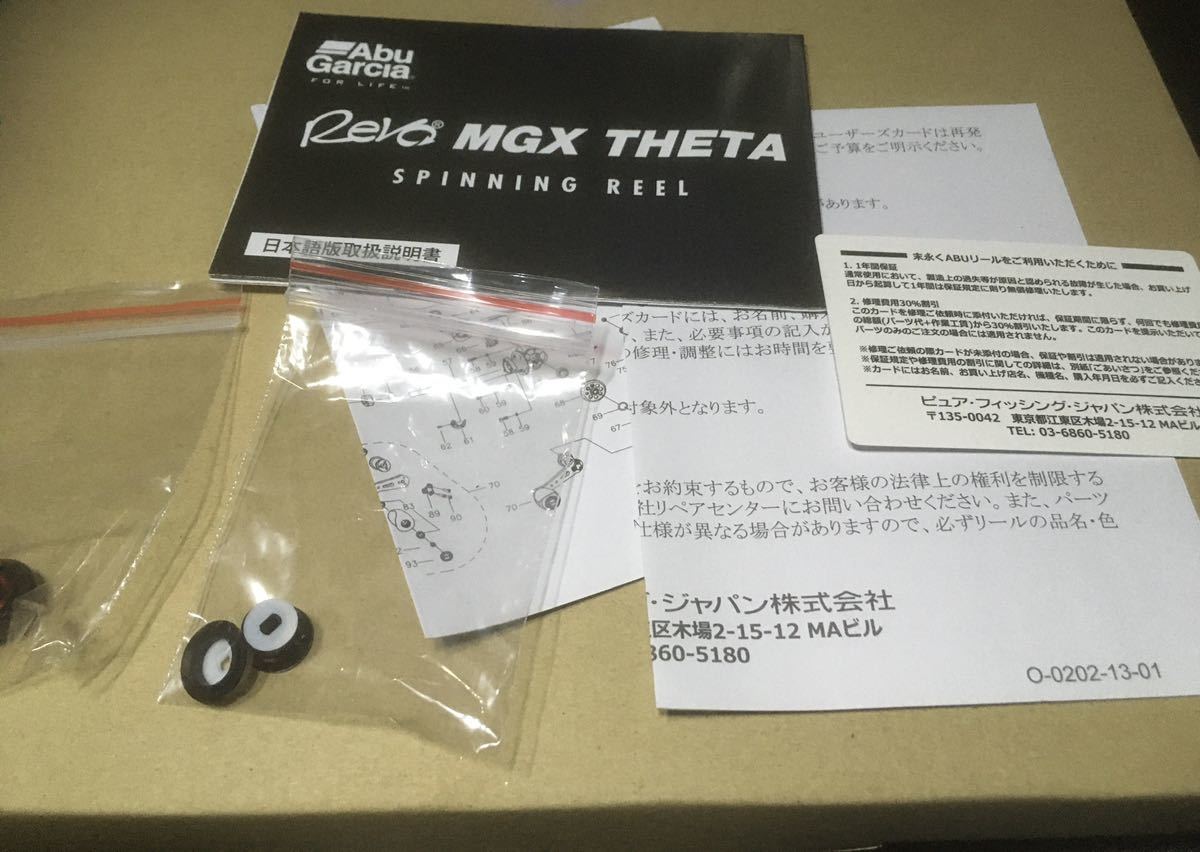 Abu
Garcia
FOR LIFE
Revo® MGX THETA
SPINNING REEL
日本語版取扱説明書
ユーザーズカードは再発
ご予算をご明示ください。
があります。
末永くABUリールをご利用いただくために
1. 1年間保証
通常使用において、製造上の過失等が原因と認められる故障が生じた場合、お買い上げ
日から起算して1年間は保証規定に則り無償修理いたします。
2. 修理費用30%割引
このカードを修理ご依頼時に添付いただければ、保証期間に限らず、何回でも修理
の総額(パーツ代+作業工賃)から30%割引いたします。このカードを提示いただい
パーツのみのご注文の場合には適用されません。
※修理ご依頼の際カードが未添付の場合、保証や割引は適用されない場合があり
※保証規定や修理費用の割引に関しての詳細は、別紙「ごあいさつ」をご参照くだ
※カードにはお名前、お買い上げ店名、機種名、購入年月日を必ずご記入くださ
ピュア・フィッシング・ジャパン株式会社
〒135-0042 東京都江東区木場2-15-12 MAビル
TEL: 03-6860-5180
ズカードには、お名前、購
、また、必要事項の記入が
の修理・調整にはお時間を
対象外となります。
62
61
58
59
68
69
67
70
70
83
89
90
93
をお約束するもので、お客様の法律上の権利を制限する
社リペアセンターにお問い合わせください。また、パーツ
仕様が異なる場合がありますので、必ずリールの品名・色
・ジャパン株式会社
区木場2-15-12 MAビル
360-5180
O-0202-13-01